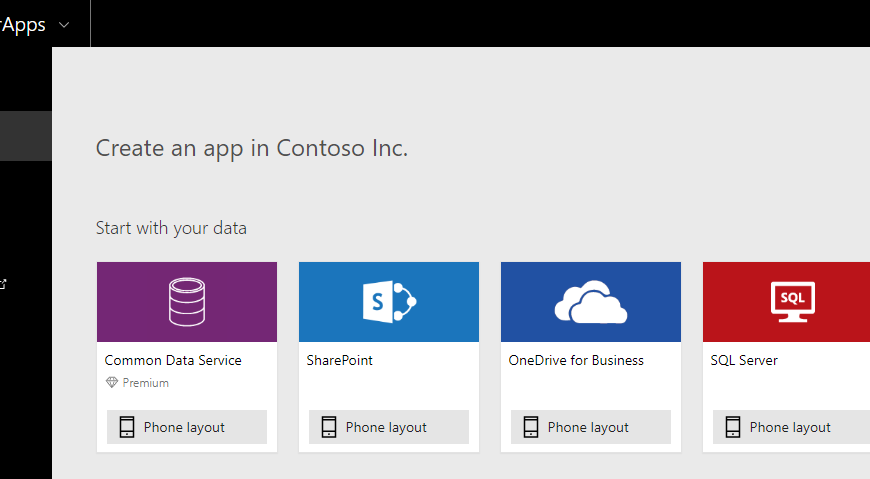 Apps
Create an app in Contoso Inc.
Start with your data
S
SQL
Common Data Service
Premium
Phone layout
SharePoint
Phone layout
OneDrive for Business
Phone layout
SQL Server
Phone layout